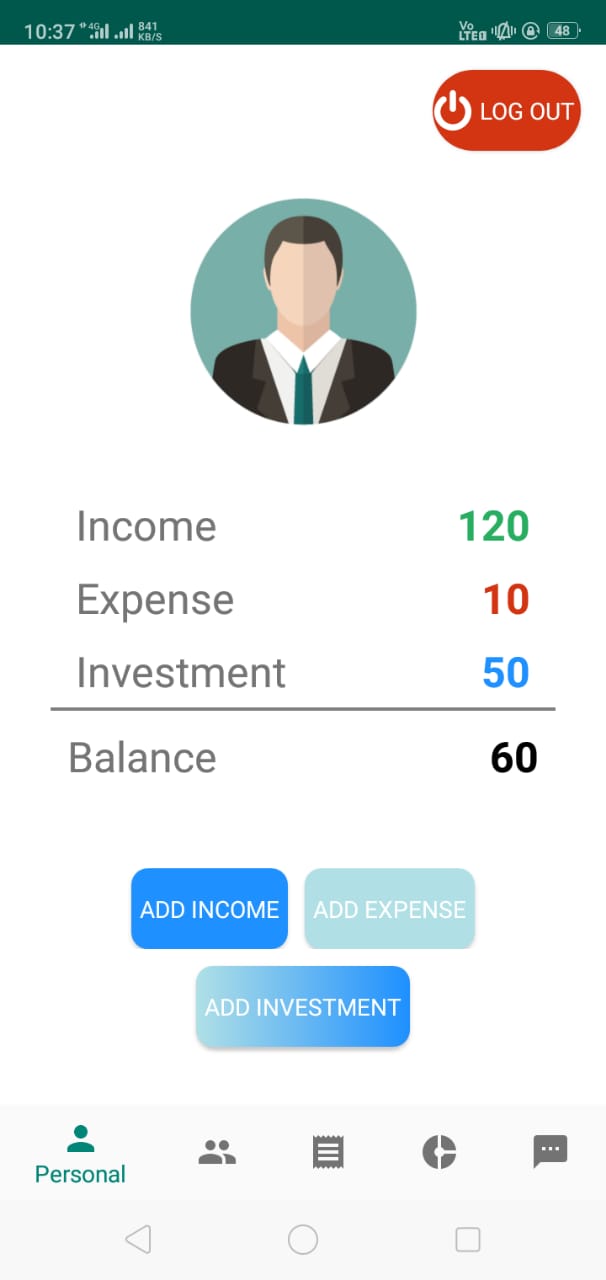 10:37 4G 841 KB/S Vo LTE 48
LOG OUT
Income 120
Expense 10
Investment 50
Balance 60
ADD INCOME ADD EXPENSE
ADD INVESTMENT
Personal